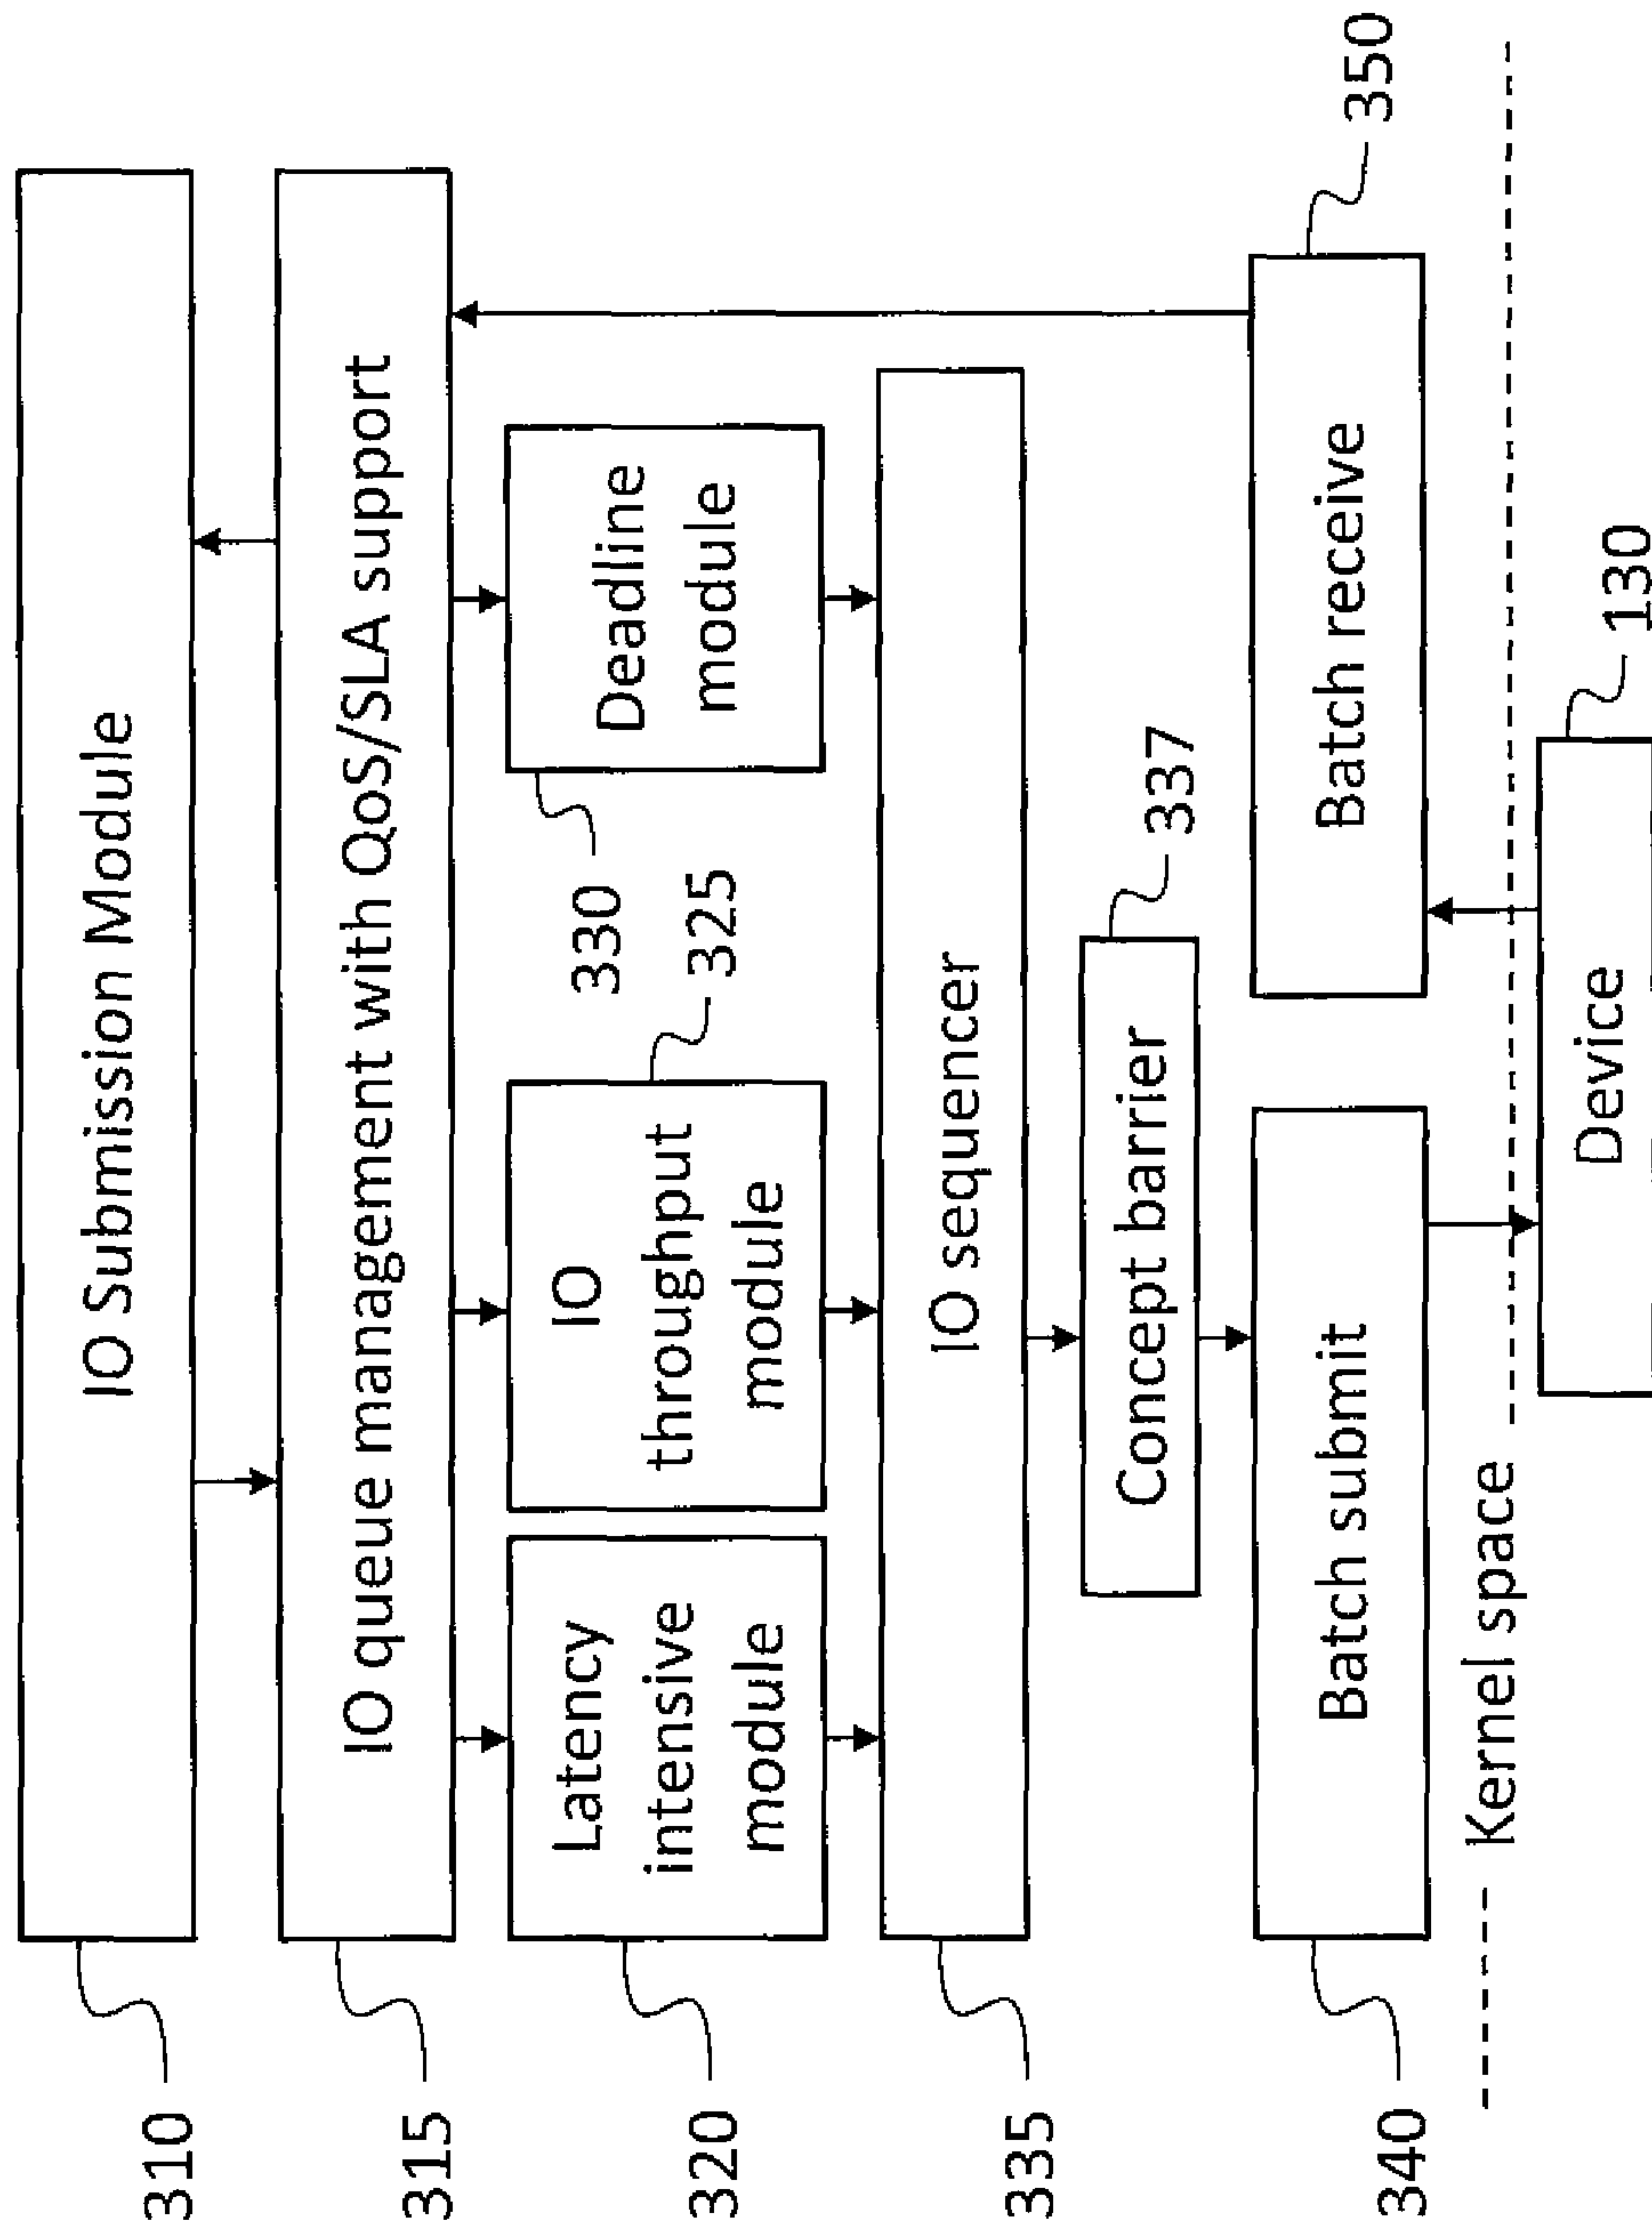 310
IO Submission Module
315
IO queue management with QoS/SLA support
320
Latency
intensive
module
IO
throughput
module
325
330
Deadline
module
335
IO sequencer
Concept barrier
337
340
Batch submit
Batch receive
350
Kernel space
Device
130